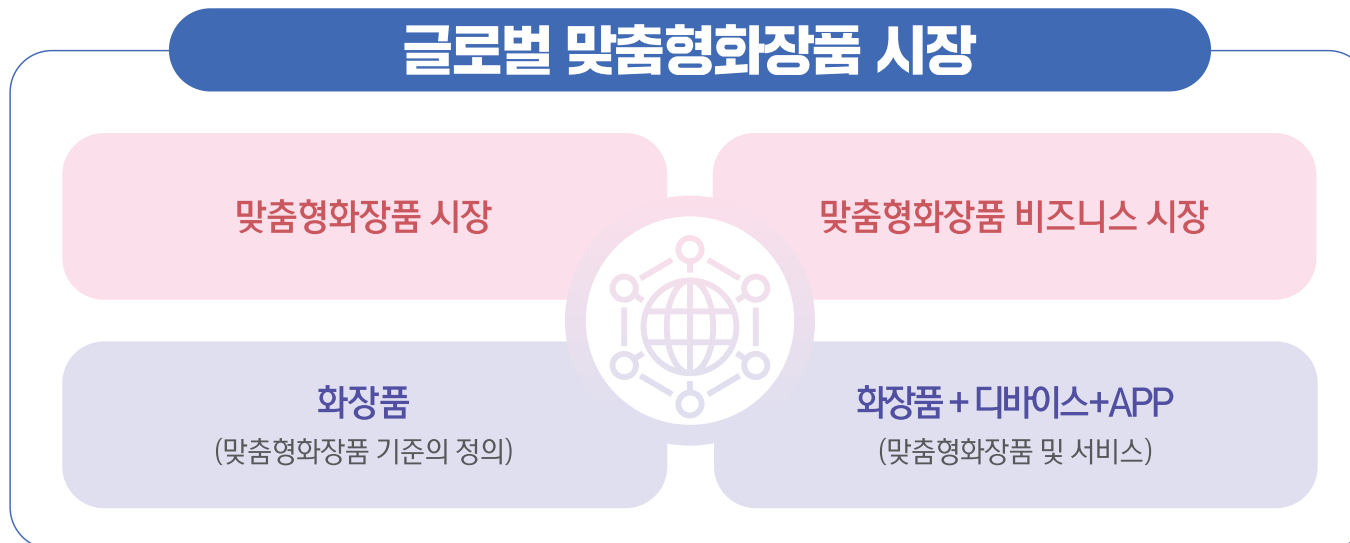 글로벌 맞춤형화장품 시장
맞춤형화장품 시장
맞춤형화장품 비즈니스 시장
화장품
(맞춤형화장품 기준의 정의)
화장품 + 디바이스+APP
(맞춤형화장품 및 서비스)